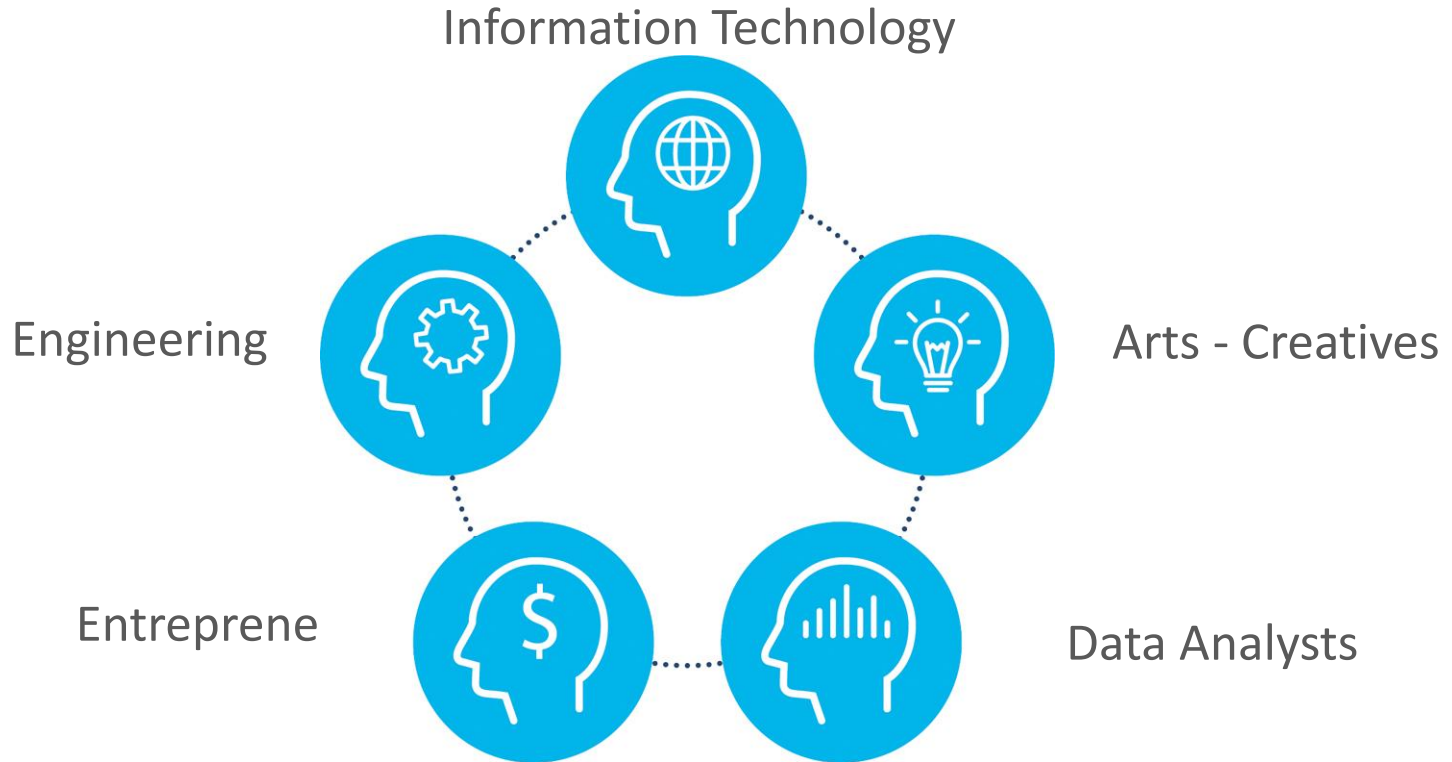 Information Technology
Engineering
Arts - Creatives
$
Entreprene
Data Analysts